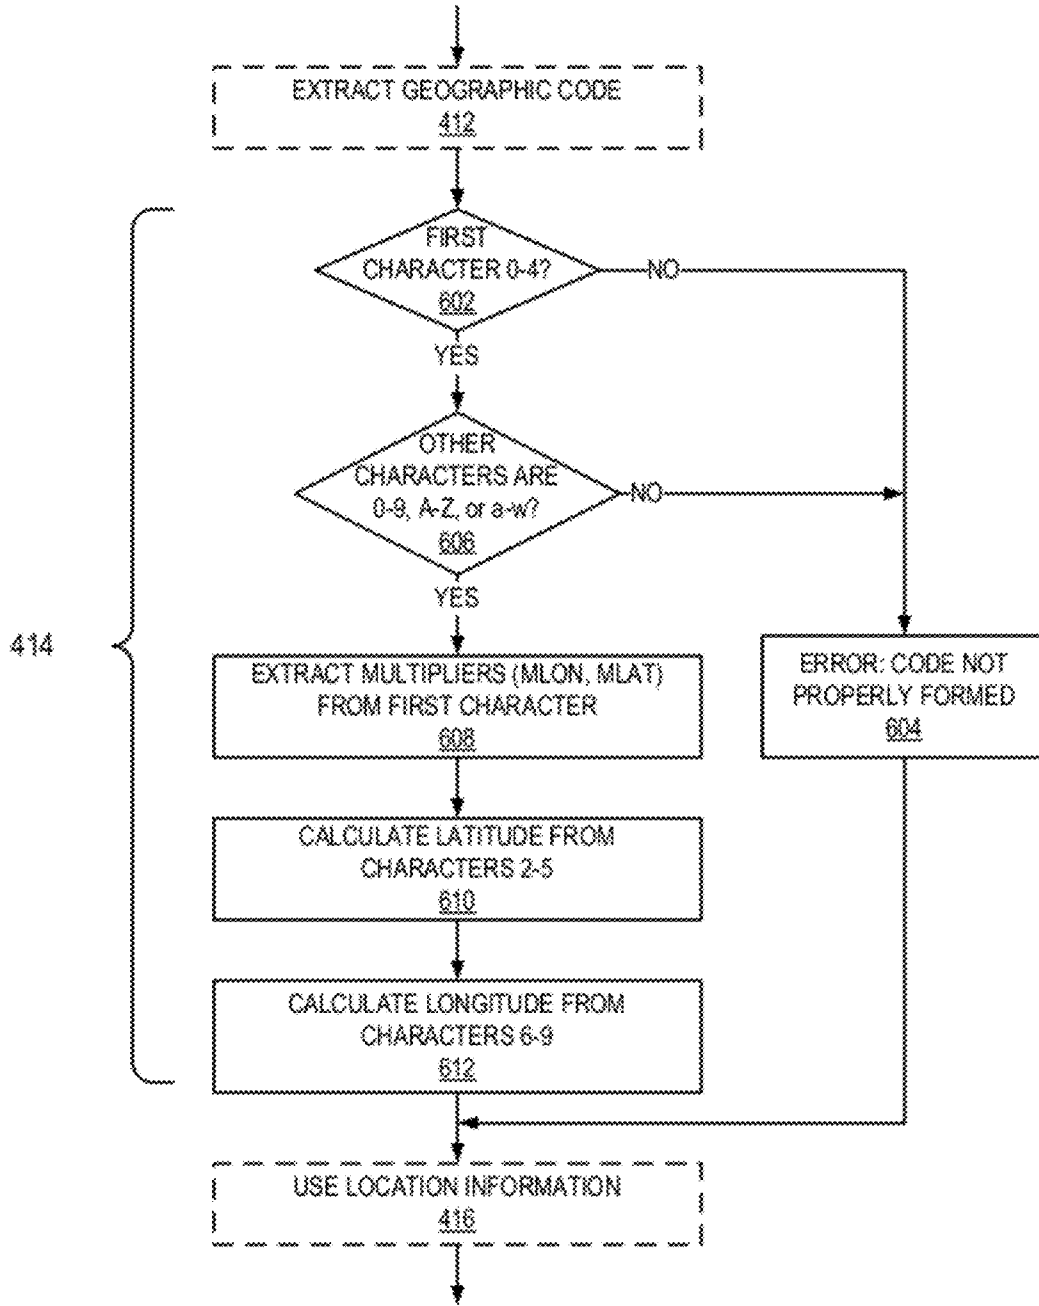 EXTRACT GEOGRAPHIC CODE
412
FIRST
CHARACTER 0-4?
602
NO
YES
OTHER
CHARACTERS ARE
0-9, A-Z, or a-w?
606
NO
YES
414
EXTRACT MULTIPLIERS (MLON, MLAT)
FROM FIRST CHARACTER
608
ERROR: CODE NOT
PROPERLY FORMED
604
CALCULATE LATITUDE FROM
CHARACTERS 2-5
610
CALCULATE LONGITUDE FROM
CHARACTERS 6-9
612
USE LOCATION INFORMATION
416